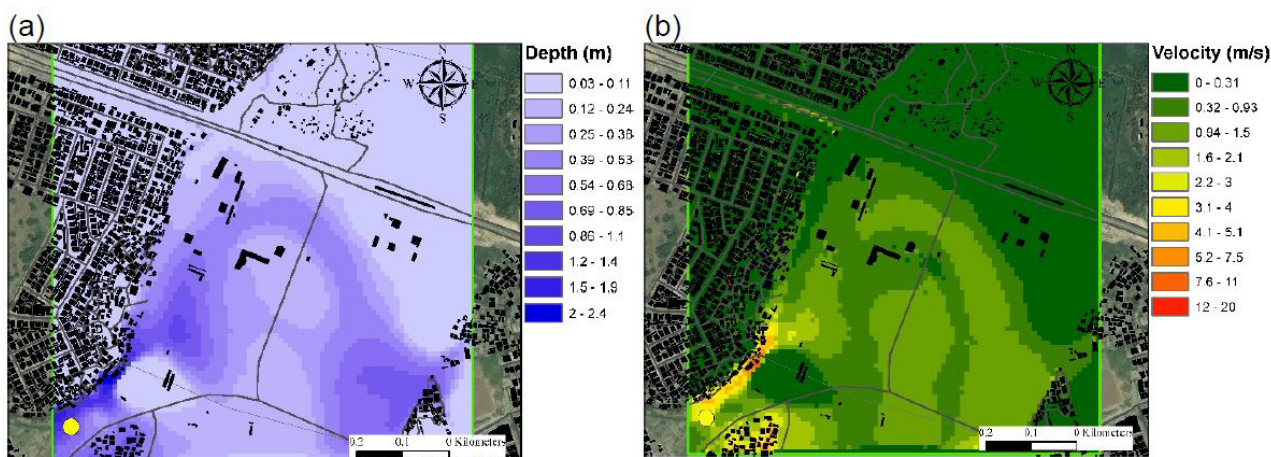 (a)
Depth (m)
0.03 - 0.11
0.12 - 0.24
0.25 - 0.38
0.39 - 0.53
0.54 - 0.68
0.69 - 0.85
0.86 - 1.1
1.2 - 1.4
1.5 - 1.9
2 - 2.4
N
W
E
S
0.2
0.1
0 Kilometers
(b)
Velocity (m/s)
0 - 0.31
0.32 - 0.93
0.94 - 1.5
1.6 - 2.1
2.2 - 3
3.1 - 4
4.1 - 5.1
5.2 - 7.5
7.6 - 11
12 - 20
N
W
E
S
0.2
0.1
0 Kilometers